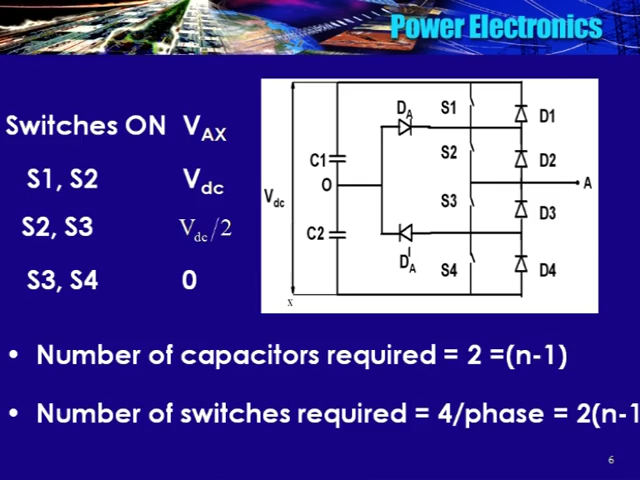 Power Electronics
Switches ON V_AX
S1, S2 V_dc
S2, S3 V_dc/2
S3, S4 0
D_A S1 D1
C1 S2 D2
V_dc O A
C2 S3 D3
D'_A S4 D4
x
• Number of capacitors required = 2 =(n-1)
• Number of switches required = 4/phase = 2(n-1
6